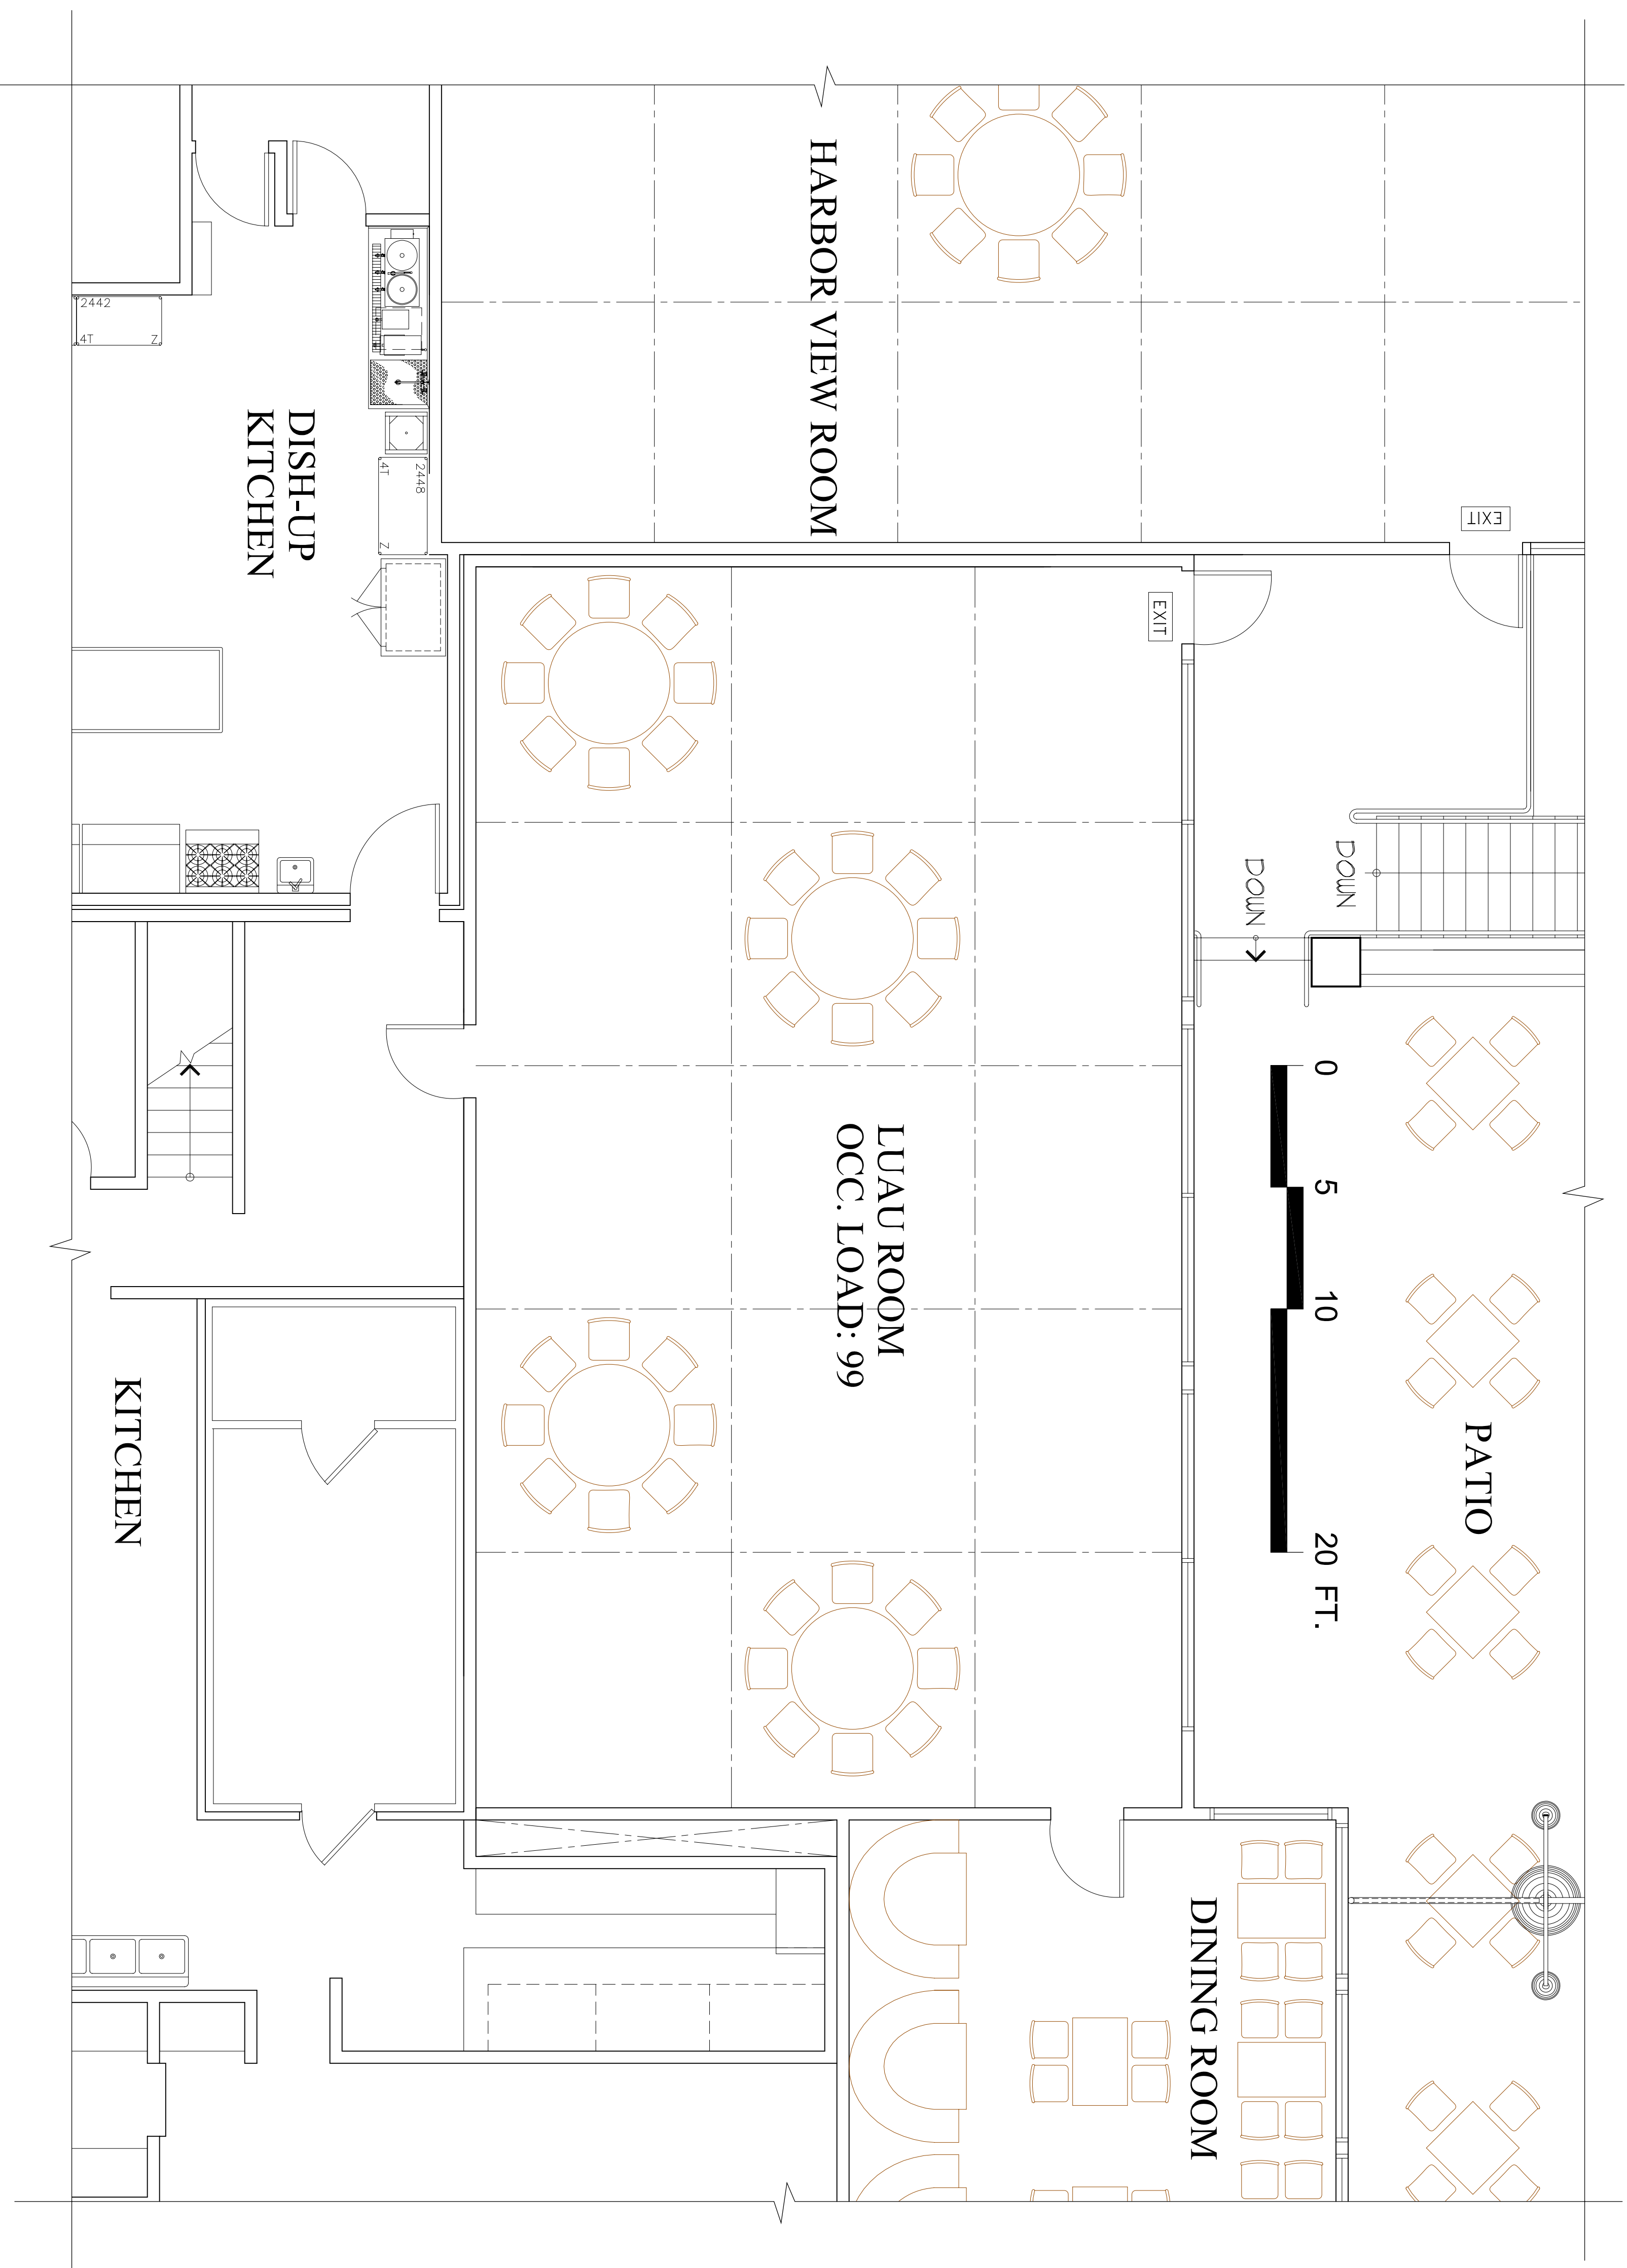 HARBOR VIEW ROOM
EXIT
2442
4T
Z
DISH-UP
KITCHEN
2448
4T
Z
EXIT
DOWN
DOWN
0
5
10
20 FT.
LUAU ROOM
OCC. LOAD: 99
PATIO
KITCHEN
DINING ROOM